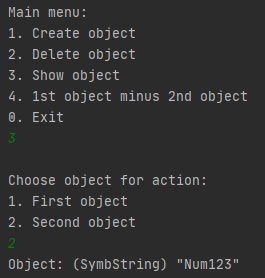 Main menu:
1. Create object
2. Delete object
3. Show object
4. 1st object minus 2nd object
0. Exit
3
Choose object for action:
1. First object
2. Second object
2
Object: (SymbString) "Num123"